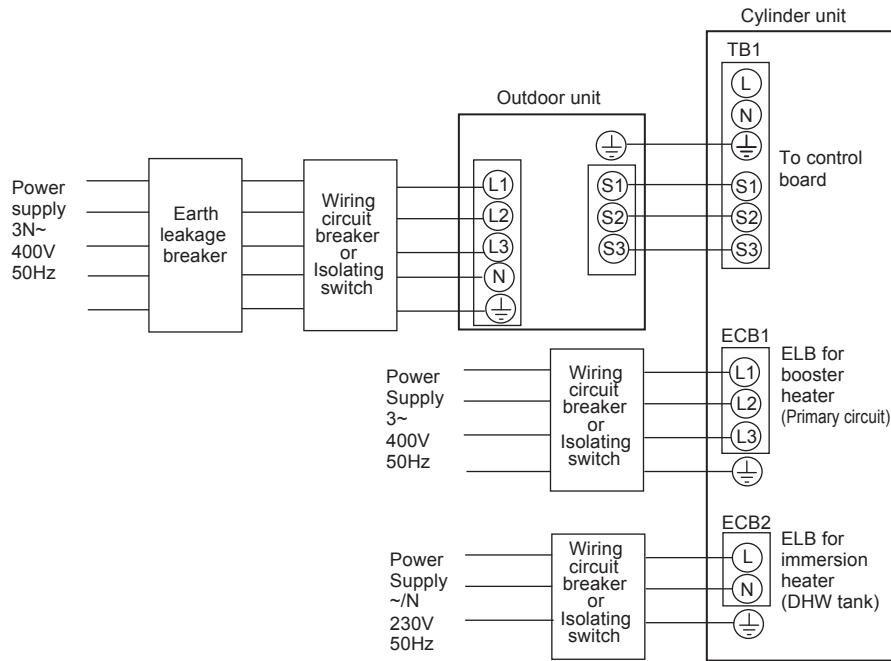 Cylinder unit
TB1
L
N
To control
board
S1
S2
S3
Outdoor unit
S1
S2
S3
L1
L2
L3
N
Power
supply
3N~
400V
50Hz
Earth
leakage
breaker
Wiring
circuit
breaker
or
Isolating
switch
ECB1
L1
L2
L3
ELB for
booster
heater
(Primary circuit)
Power
Supply
3~
400V
50Hz
Wiring
circuit
breaker
or
Isolating
switch
ECB2
L
N
ELB for
immersion
heater
(DHW tank)
Power
Supply
~/N
230V
50Hz
Wiring
circuit
breaker
or
Isolating
switch